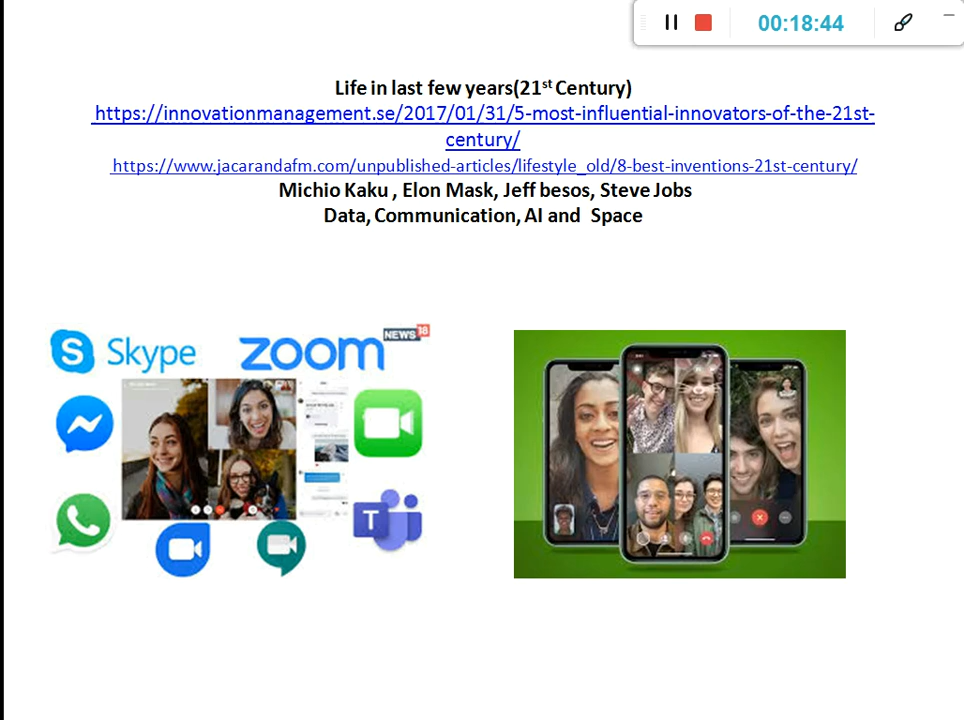 00:18:44
Life in last few years(21st Century)
https://innovationmanagement.se/2017/01/31/5-most-influential-innovators-of-the-21st-
century/
https://www.jacarandafm.com/unpublished-articles/lifestyle_old/8-best-inventions-21st-century/
Michio Kaku , Elon Mask, Jeff besos, Steve Jobs
Data, Communication, AI and Space
NEWS 18
S Skype zoom
T